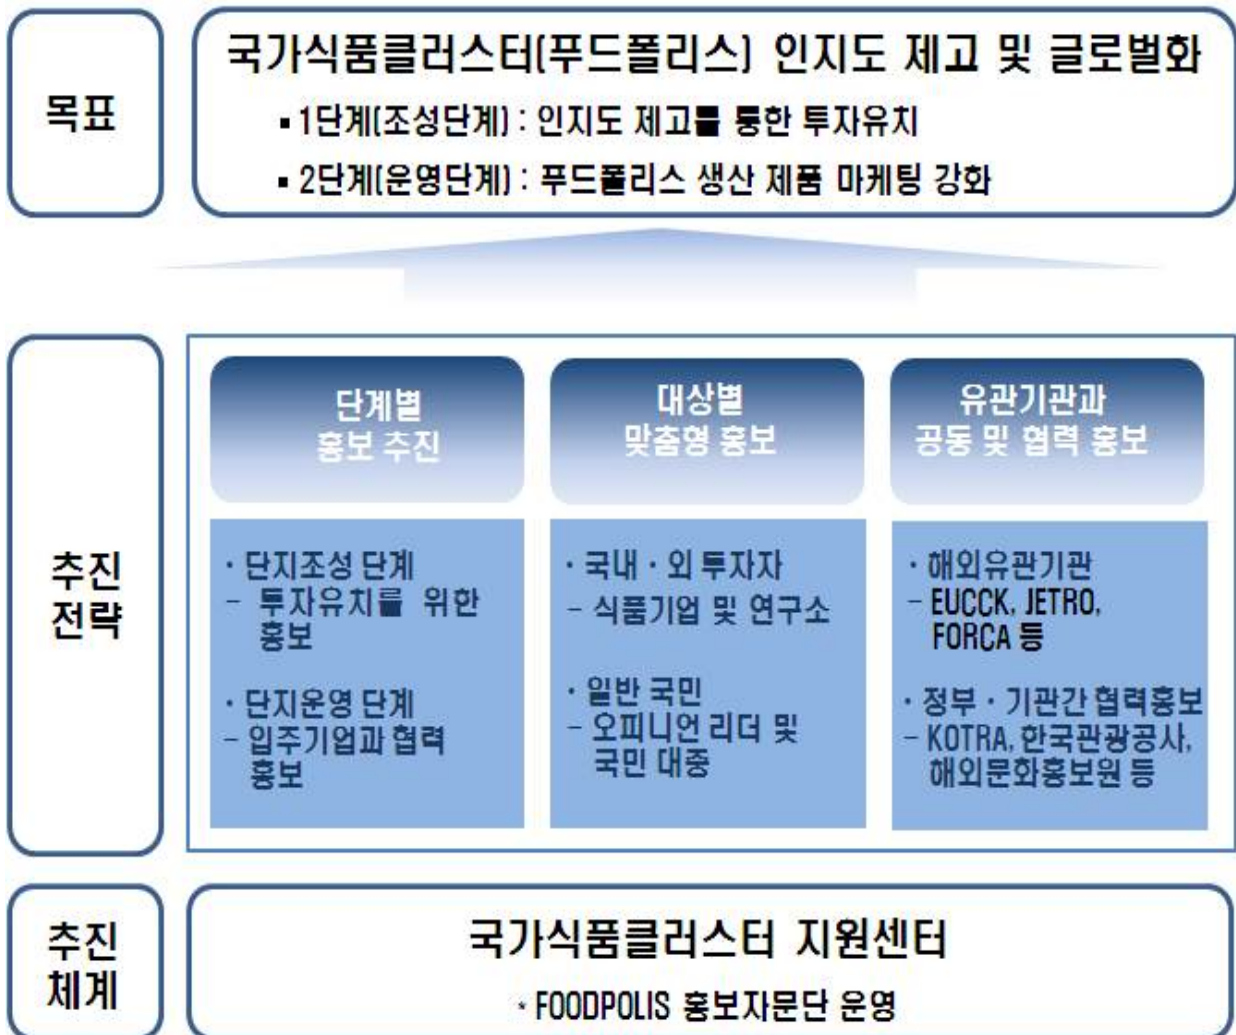 목표
국가식품클러스터(푸드폴리스) 인지도 제고 및 글로벌화
▪ 1단계(조성단계) : 인지도 제고를 통한 투자유치
▪ 2단계(운영단계) : 푸드폴리스 생산 제품 마케팅 강화
추진
전략
단계별
홍보 추진
· 단지조성 단계
- 투자유치를 위한
홍보
· 단지운영 단계
- 입주기업과 협력
홍보
대상별
맞춤형 홍보
· 국내 · 외 투자자
- 식품기업 및 연구소
· 일반 국민
- 오피니언 리더 및
국민 대중
유관기관과
공동 및 협력 홍보
· 해외유관기관
- EUCCK, JETRO,
FORCA 등
· 정부 · 기관간 협력홍보
- KOTRA, 한국관광공사,
해외문화홍보원 등
추진
체계
국가식품클러스터 지원센터
* FOODPOLIS 홍보자문단 운영